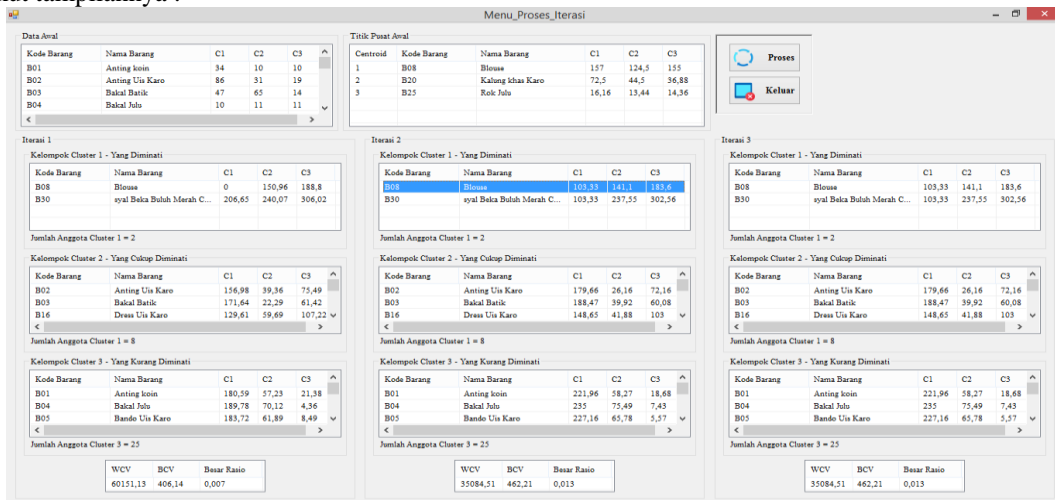 Menu_Proses_Iterasi
Data Awal
Kode Barang Nama Barang C1 C2 C3
B01 Anting koin 34 10 10
B02 Anting Uis Karo 86 31 19
B03 Bakal Batik 47 65 14
B04 Bakal Julu 10 11 11
Titik Pusat Awal
Centroid Kode Barang Nama Barang C1 C2 C3
1 B08 Blouse 157 124,5 155
2 B20 Kalung khas Karo 72,5 44,5 36,88
3 B25 Rok Julu 16,16 13,44 14,36
Proses
Keluar
Iterasi 1
Kelompok Cluster 1 - Yang Diminati
Kode Barang Nama Barang C1 C2 C3
B08 Blouse 0 150,96 188,8
B30 syal Beka Buluh Merah C... 206,65 240,07 306,02
Jumlah Anggota Cluster 1 = 2
Kelompok Cluster 2 - Yang Cukup Diminati
Kode Barang Nama Barang C1 C2 C3
B02 Anting Uis Karo 156,98 39,36 75,49
B03 Bakal Batik 171,64 22,29 61,42
B16 Dress Uis Karo 129,61 59,69 107,22
Jumlah Anggota Cluster 1 = 8
Kelompok Cluster 3 - Yang Kurang Diminati
Kode Barang Nama Barang C1 C2 C3
B01 Anting koin 180,59 57,23 21,38
B04 Bakal Julu 189,78 70,12 4,36
B05 Bando Uis Karo 183,72 61,89 8,49
Jumlah Anggota Cluster 3 = 25
WCV BCV Besar Rasio
60151,13 406,14 0,007
Iterasi 2
Kelompok Cluster 1 - Yang Diminati
Kode Barang Nama Barang C1 C2 C3
B08 Blouse 103,33 141,1 183,6
B30 syal Beka Buluh Merah C... 103,33 237,55 302,56
Jumlah Anggota Cluster 1 = 2
Kelompok Cluster 2 - Yang Cukup Diminati
Kode Barang Nama Barang C1 C2 C3
B02 Anting Uis Karo 179,66 26,16 72,16
B03 Bakal Batik 188,47 39,92 60,08
B16 Dress Uis Karo 148,65 41,88 103
Jumlah Anggota Cluster 1 = 8
Kelompok Cluster 3 - Yang Kurang Diminati
Kode Barang Nama Barang C1 C2 C3
B01 Anting koin 221,96 58,27 18,68
B04 Bakal Julu 235 75,49 7,43
B05 Bando Uis Karo 227,16 65,78 5,57
Jumlah Anggota Cluster 3 = 25
WCV BCV Besar Rasio
35084,51 462,21 0,013
Iterasi 3
Kelompok Cluster 1 - Yang Diminati
Kode Barang Nama Barang C1 C2 C3
B08 Blouse 103,33 141,1 183,6
B30 syal Beka Buluh Merah C... 103,33 237,55 302,56
Jumlah Anggota Cluster 1 = 2
Kelompok Cluster 2 - Yang Cukup Diminati
Kode Barang Nama Barang C1 C2 C3
B02 Anting Uis Karo 179,66 26,16 72,16
B03 Bakal Batik 188,47 39,92 60,08
B16 Dress Uis Karo 148,65 41,88 103
Jumlah Anggota Cluster 1 = 8
Kelompok Cluster 3 - Yang Kurang Diminati
Kode Barang Nama Barang C1 C2 C3
B01 Anting koin 221,96 58,27 18,68
B04 Bakal Julu 235 75,49 7,43
B05 Bando Uis Karo 227,16 65,78 5,57
Jumlah Anggota Cluster 3 = 25
WCV BCV Besar Rasio
35084,51 462,21 0,013